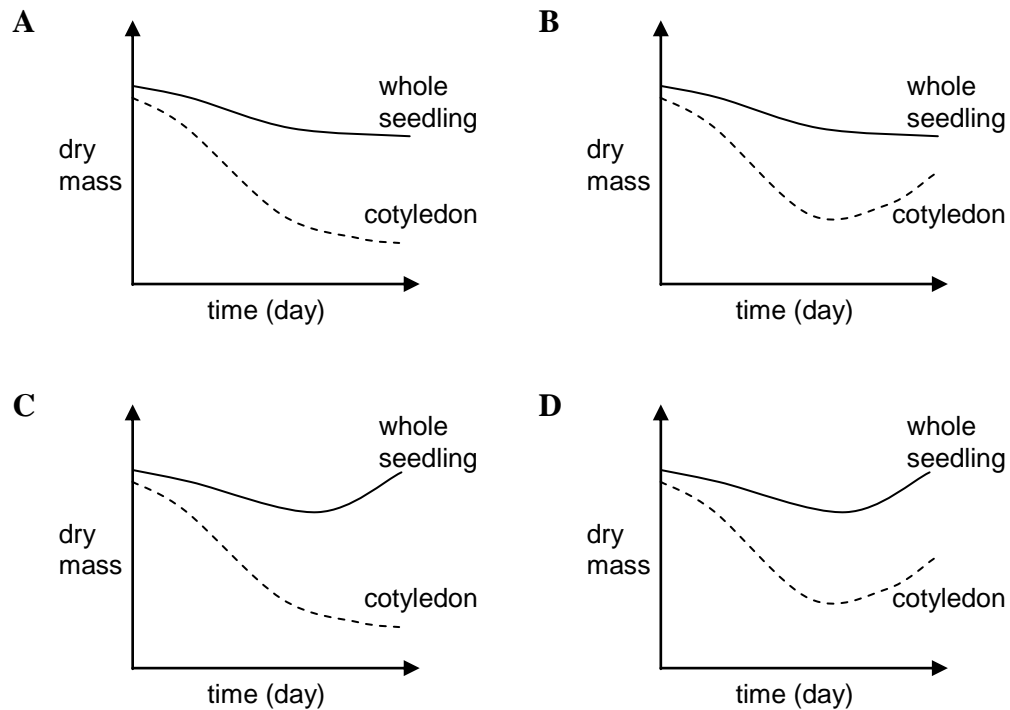 A
dry
mass
whole
seedling
cotyledon
time (day)
B
dry
mass
whole
seedling
cotyledon
time (day)
C
dry
mass
whole
seedling
cotyledon
time (day)
D
dry
mass
whole
seedling
cotyledon
time (day)